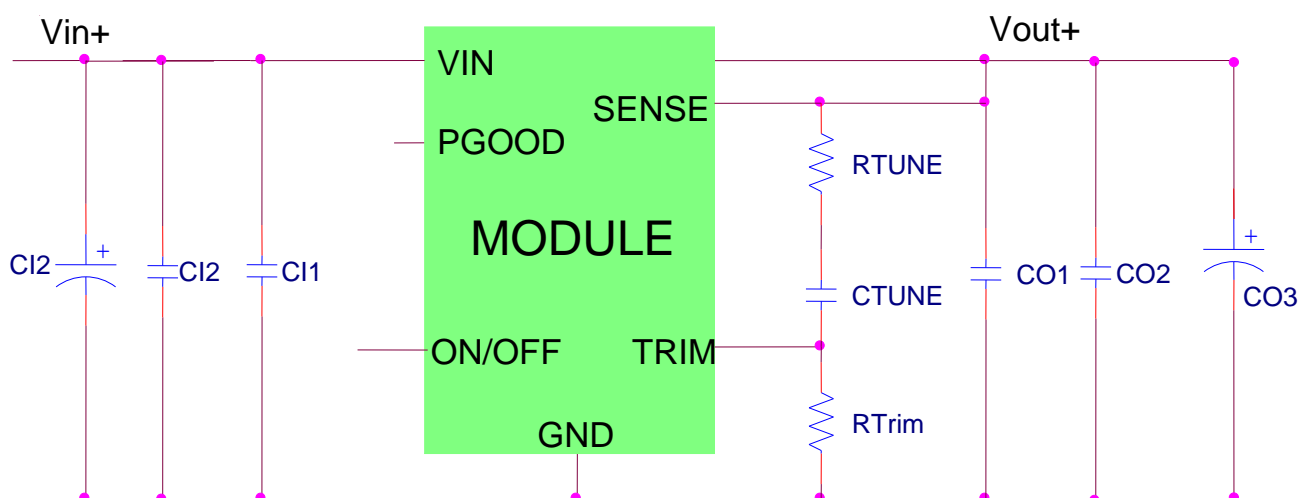 Vin+
Vout+
VIN
SENSE
PGOOD
RTUNE
MODULE
+
CI2
CI2
CI1
CTUNE
CO1
CO2
+
CO3
ON/OFF
TRIM
RTrim
GND